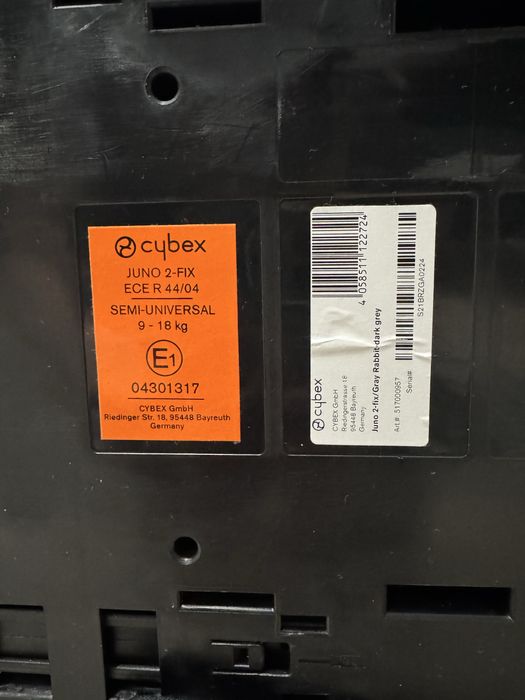 cybex
JUNO 2-FIX
ECE R 44/04
SEMI-UNIVERSAL
9 - 18 kg
E1
04301317
CYBEX GmbH
Riedinger Str. 18, 95448 Bayreuth
Germany
cybex
CYBEX GmbH
Riedingerstrasse 18
95448 Bayreuth
Germany
Juno 2-fix/Gray Rabbit-dark grey
Art.#: 517000957
4 058511 122724
Serial#:
S21BRZGA0224